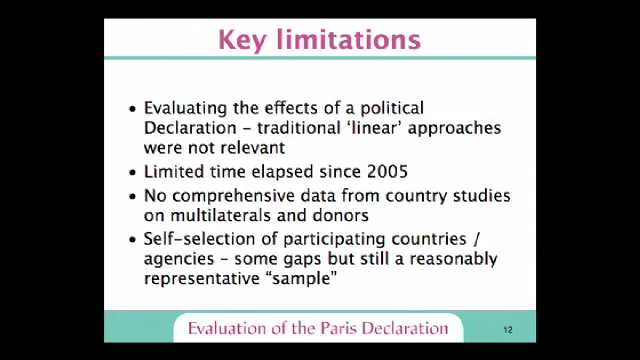 Key limitations
• Evaluating the effects of a political
Declaration – traditional ‘linear’ approaches
were not relevant
• Limited time elapsed since 2005
• No comprehensive data from country studies
on multilaterals and donors
• Self-selection of participating countries /
agencies – some gaps but still a reasonably
representative “sample”
Evaluation of the Paris Declaration
12